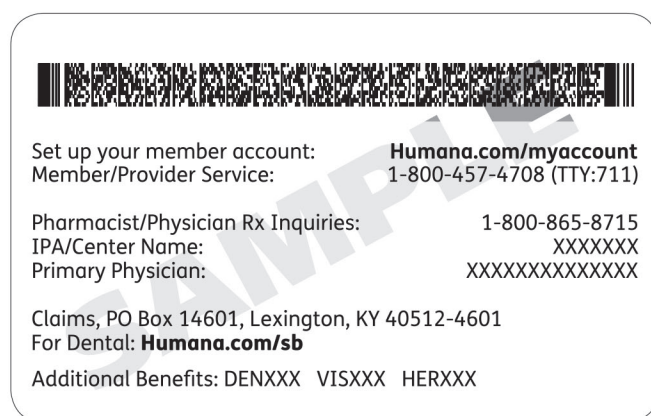 SAMPLE
Set up your member account: Humana.com/myaccount
Member/Provider Service: 1-800-457-4708 (TTY:711)
Pharmacist/Physician Rx Inquiries: 1-800-865-8715
IPA/Center Name: XXXXXXX
Primary Physician: XXXXXXXXXXXXXX
Claims, PO Box 14601, Lexington, KY 40512-4601
For Dental: Humana.com/sb
Additional Benefits: DENXXX VISXXX HERXXX